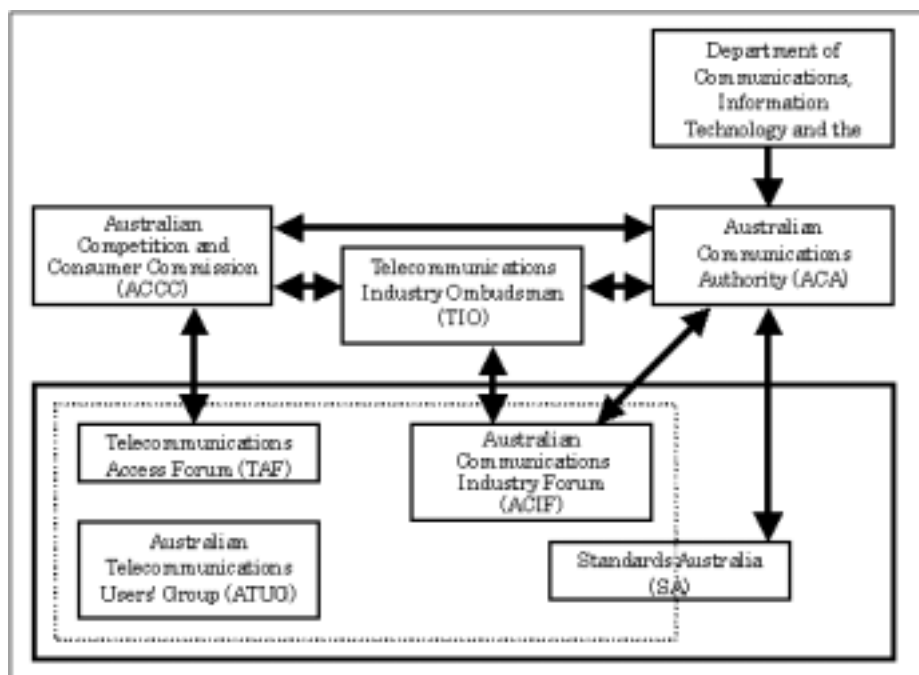 Department of
Communications,
Information
Technology and the
Australian
Competition and
Consumer Commission
(ACCC)
Telecommunications
Industry Ombudsman
(TIO)
Australian
Communications
Authority (ACA)
Telecommunications
Access Forum (TAF)
Australian
Communications
Industry Forum
(ACIF)
Australian
Telecommunications
Users' Group (ATUG)
Standards Australia
(SA)